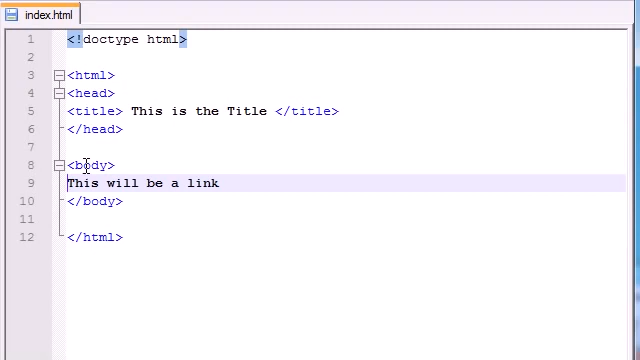 index.html
1 <!doctype html>
2
3 <html>
4 <head>
5 <title> This is the Title </title>
6 </head>
7
8 <body>
9 This will be a link
10 </body>
11
12 </html>